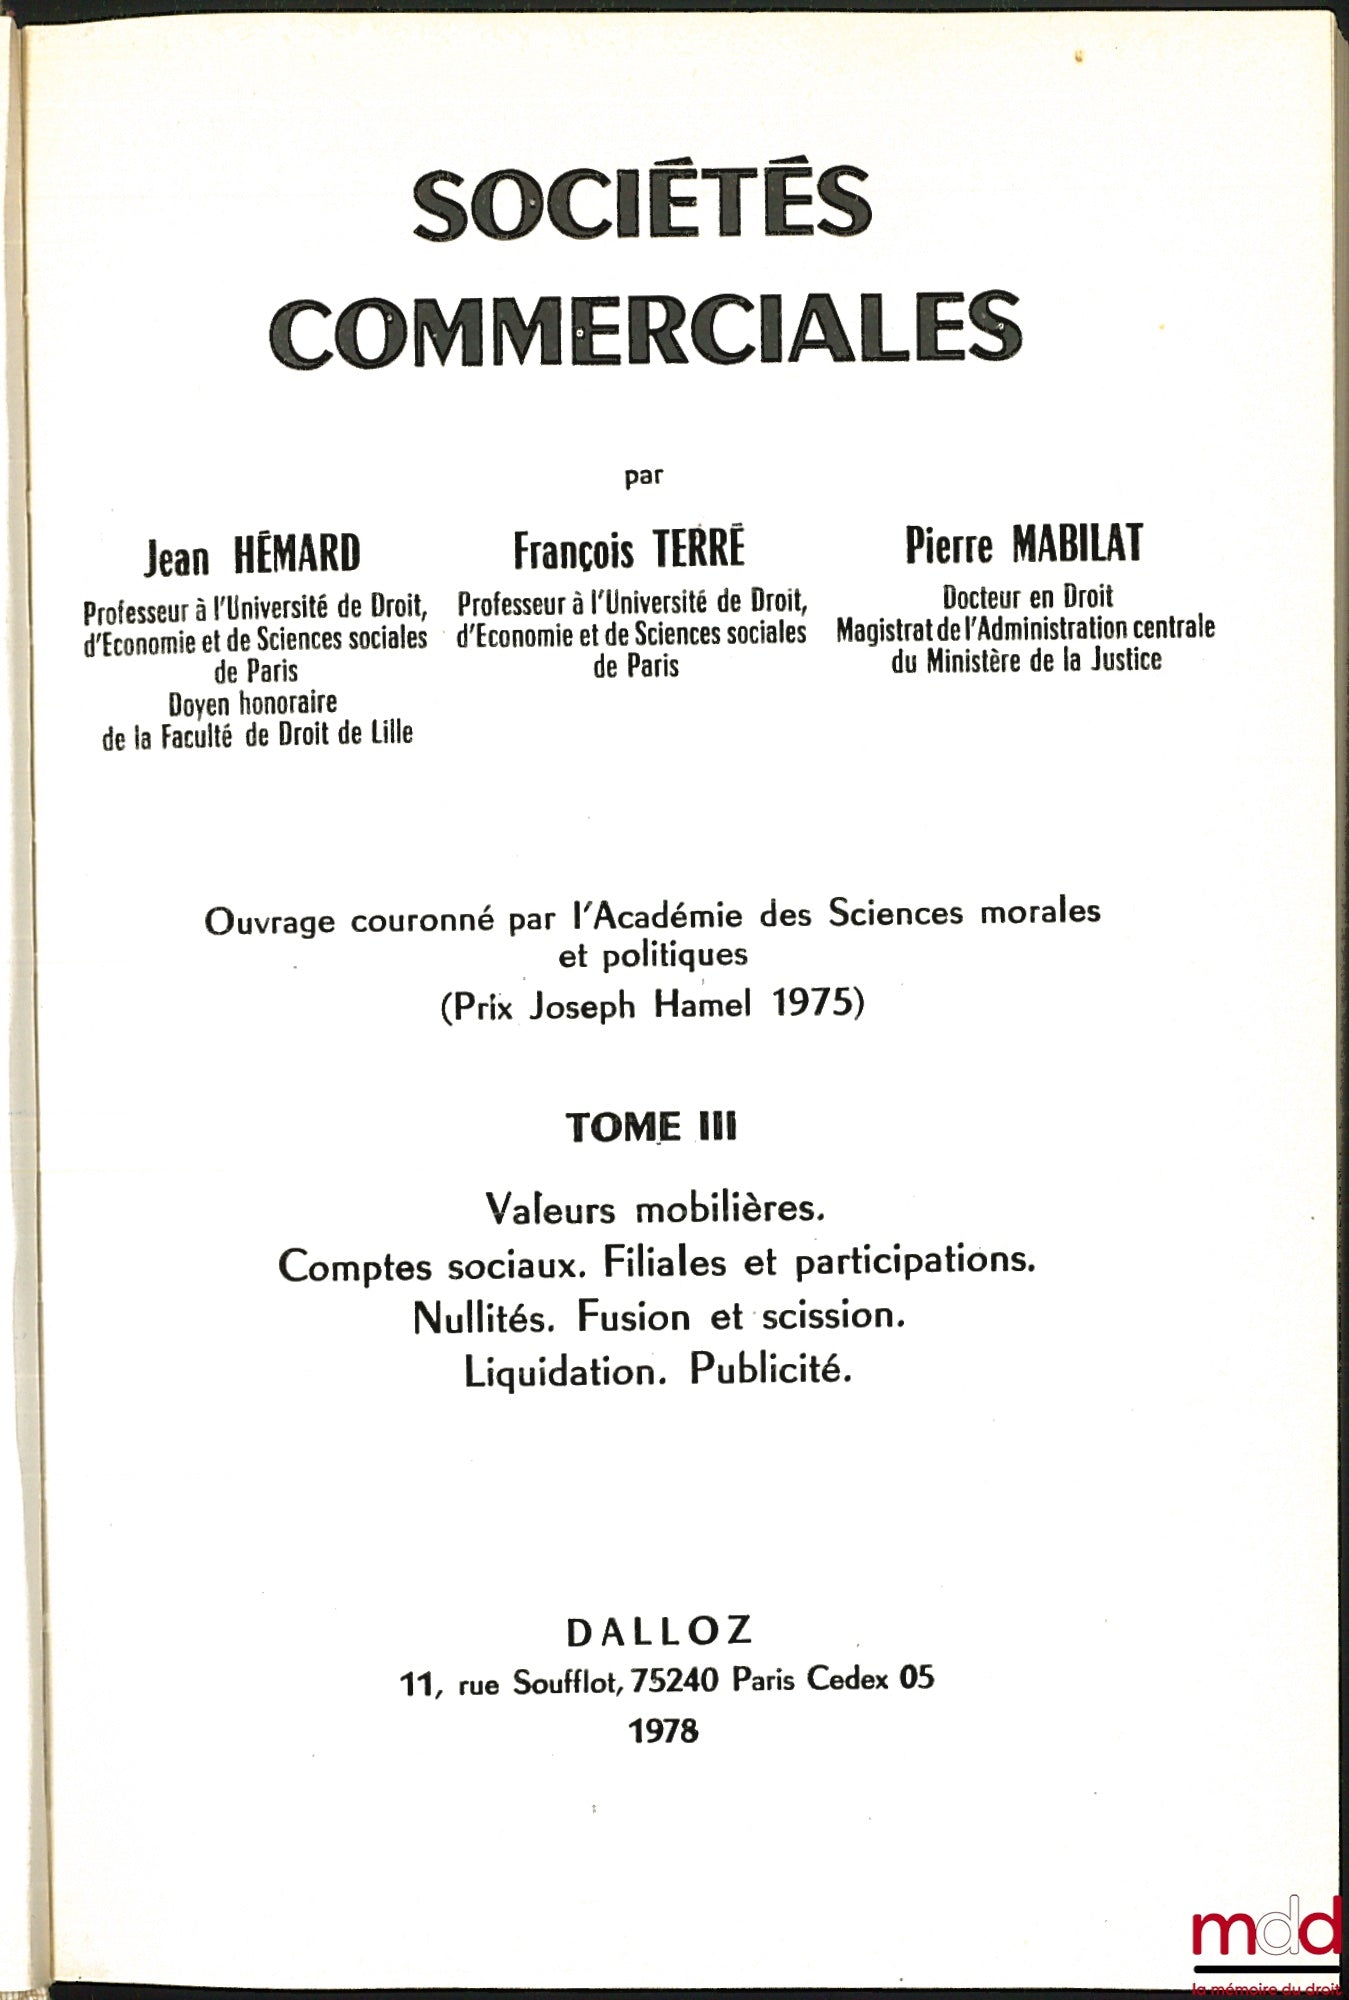 SOCIÉTÉS
COMMERCIALES
par
Jean HÉMARD
Professeur à l'Université de Droit,
d'Economie et de Sciences sociales
de Paris
Doyen honoraire
de la Faculté de Droit de Lille
François TERRÉ
Professeur à l'Université de Droit,
d'Economie et de Sciences sociales
de Paris
Pierre MABILAT
Docteur en Droit
Magistrat de l'Administration centrale
du Ministère de la Justice
Ouvrage couronné par l'Académie des Sciences morales
et politiques
(Prix Joseph Hamel 1975)
TOME III
Valeurs mobilières.
Comptes sociaux. Filiales et participations.
Nullités. Fusion et scission.
Liquidation. Publicité.
DALLOZ
11, rue Soufflot, 75240 Paris Cedex 05
1978
mdd
la mémoire du droit